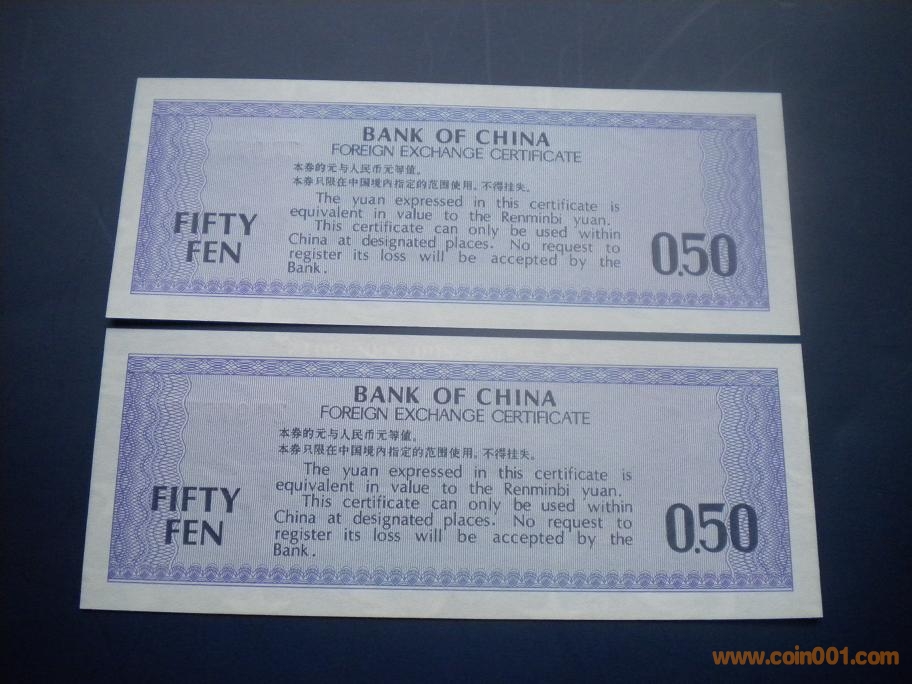 BANK OF CHINA
FOREIGN EXCHANGE CERTIFICATE
本券的元与人民币元等值。
本券只限在中国境内指定的范围使用。不得挂失。
The yuan expressed in this certificate is
equivalent in value to the Renminbi yuan.
This certificate can only be used within
China at designated places. No request to
register its loss will be accepted by the
Bank.
FIFTY
FEN
0.50
BANK OF CHINA
FOREIGN EXCHANGE CERTIFICATE
本券的元与人民币元等值。
本券只限在中国境内指定的范围使用。不得挂失。
The yuan expressed in this certificate is
equivalent in value to the Renminbi yuan.
This certificate can only be used within
China at designated places. No request to
register its loss will be accepted by the
Bank.
FIFTY
FEN
0.50
www.coin001.com